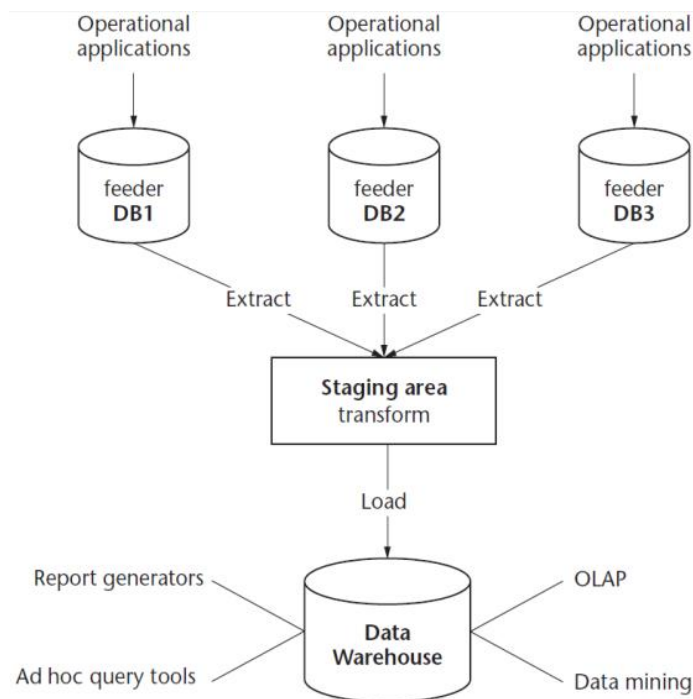 Operational
applications
Operational
applications
Operational
applications
feeder
DB1
feeder
DB2
feeder
DB3
Extract
Extract
Extract
Staging area
transform
Load
Report generators
OLAP
Data
Warehouse
Ad hoc query tools
Data mining